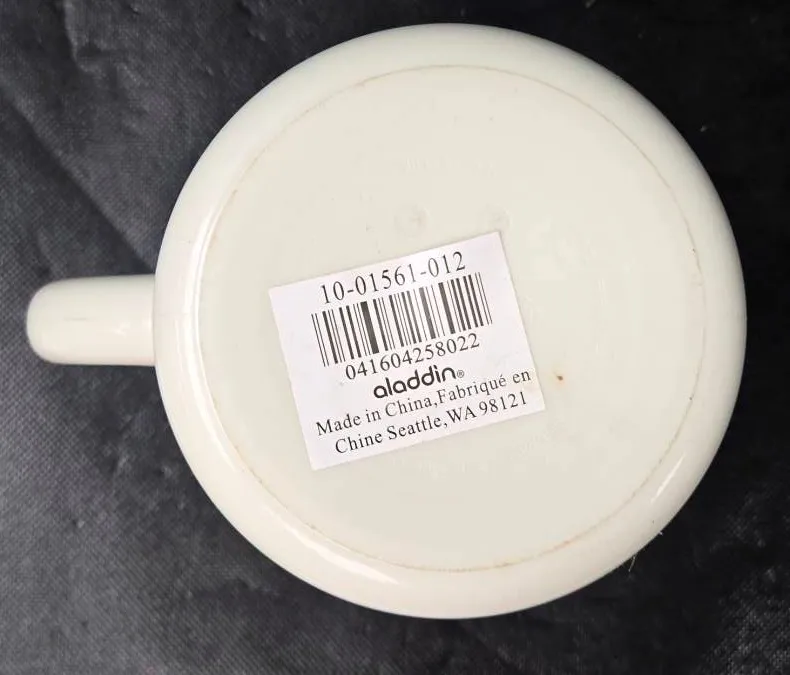 10-01561-012
041604258022
aladdin®
Made in China,Fabriqué en
Chine Seattle,WA 98121